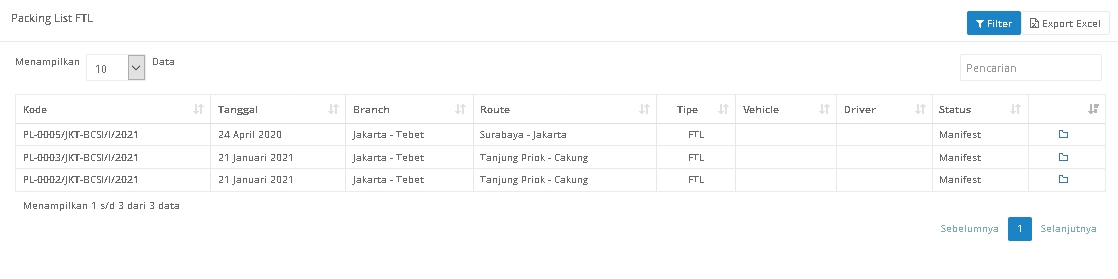 Packing List FTL
Filter Export Excel
Menampilkan 10 Data
Pencarian
Kode Tanggal Branch Route Tipe Vehicle Driver Status
PL-0005/JKT-BCSI/I/2021 24 April 2020 Jakarta - Tebet Surabaya - Jakarta FTL Manifest
PL-0003/JKT-BCSI/I/2021 21 Januari 2021 Jakarta - Tebet Tanjung Priok - Cakung FTL Manifest
PL-0002/JKT-BCSI/I/2021 21 Januari 2021 Jakarta - Tebet Tanjung Priok - Cakung FTL Manifest
Menampilkan 1 s/d 3 dari 3 data
Sebelumnya 1 Selanjutnya